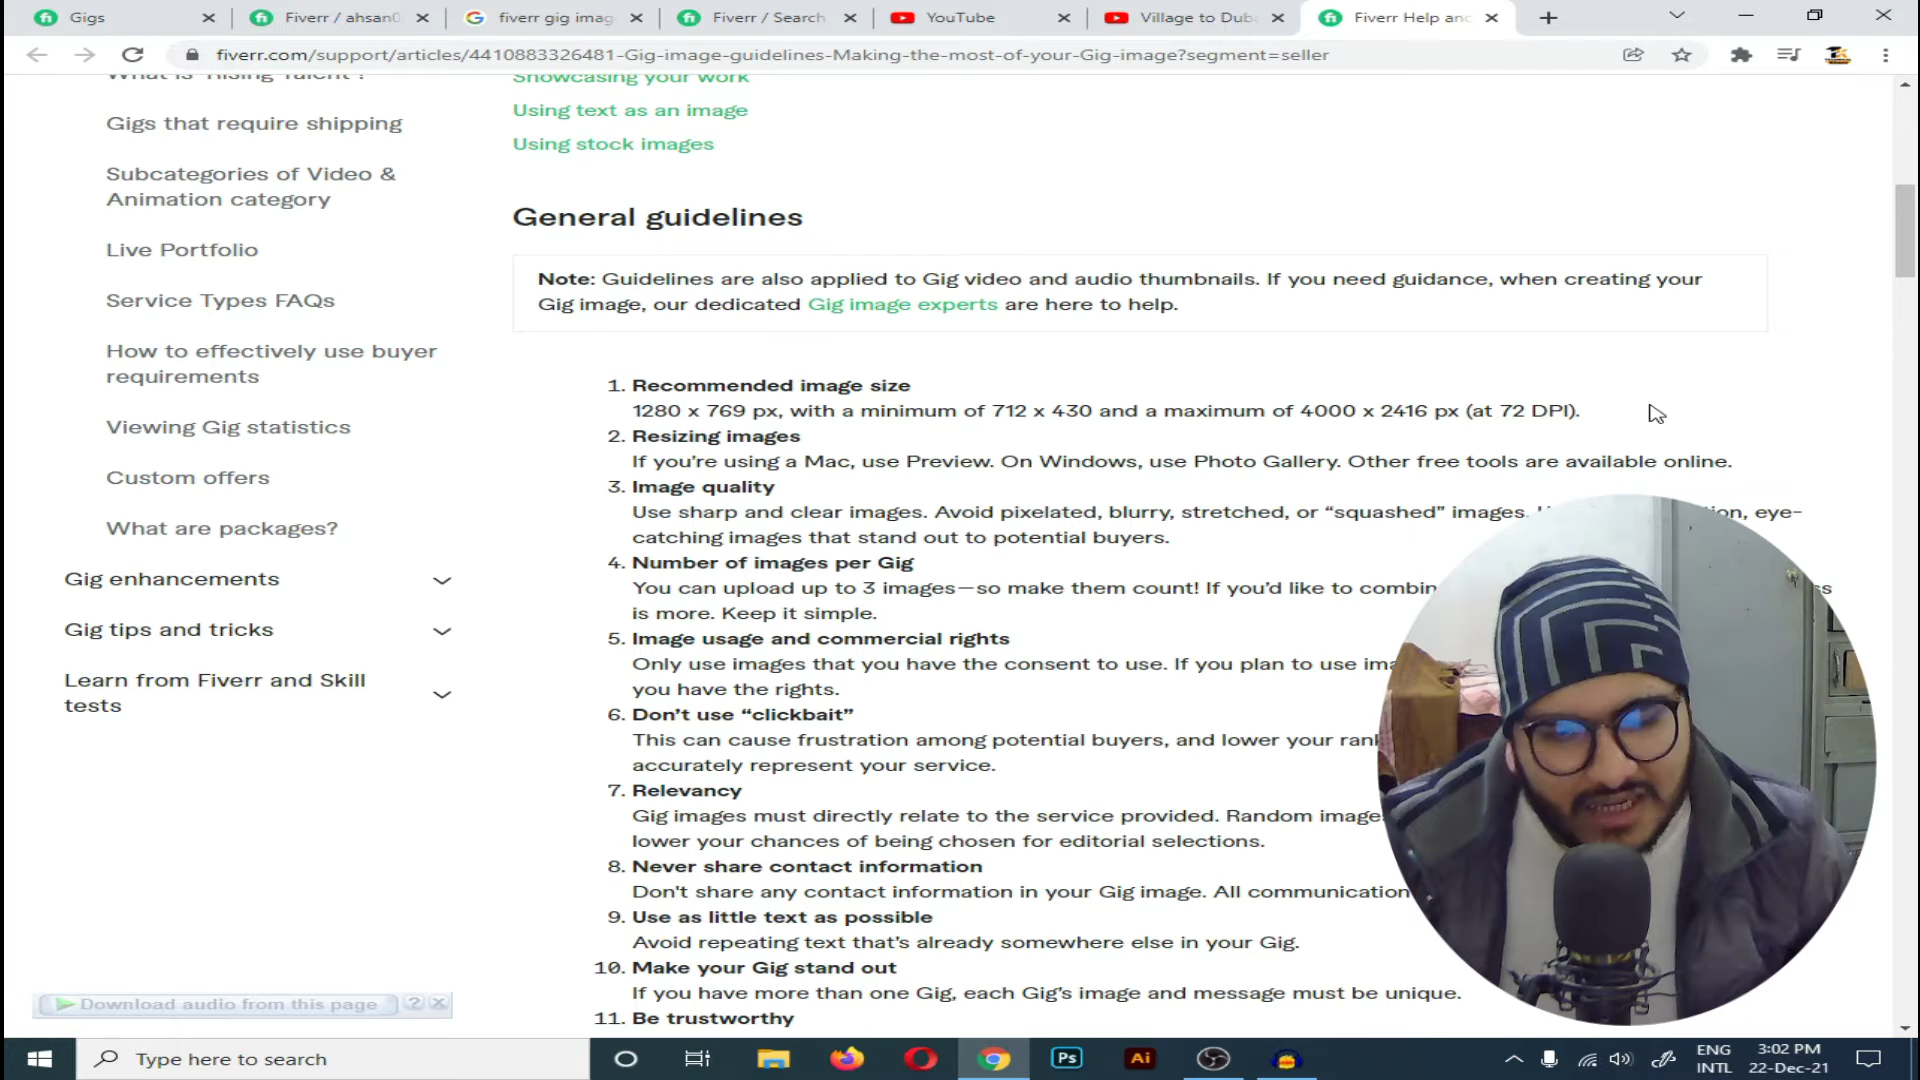 Gigs
Fiverr / ahsan0
fiverr gig imag
Fiverr / Search
YouTube
Village to Duba
Fiverr Help and
fiverr.com/support/articles/4410883326481-Gig-image-guidelines-Making-the-most-of-your-Gig-image?segment=seller
What is 'Rising Talent'?
Gigs that require shipping
Subcategories of Video &
Animation category
Live Portfolio
Service Types FAQs
How to effectively use buyer
requirements
Viewing Gig statistics
Custom offers
What are packages?
Gig enhancements
Gig tips and tricks
Learn from Fiverr and Skill
tests
Showcasing your work
Using text as an image
Using stock images
General guidelines
Note: Guidelines are also applied to Gig video and audio thumbnails. If you need guidance, when creating your
Gig image, our dedicated Gig image experts are here to help.
1. Recommended image size
1280 x 769 px, with a minimum of 712 x 430 and a maximum of 4000 x 2416 px (at 72 DPI).
2. Resizing images
If you're using a Mac, use Preview. On Windows, use Photo Gallery. Other free tools are available online.
3. Image quality
Use sharp and clear images. Avoid pixelated, blurry, stretched, or “squashed” images. eye-
catching images that stand out to potential buyers.
4. Number of images per Gig
You can upload up to 3 images—so make them count! If you'd like to combin
is more. Keep it simple.
5. Image usage and commercial rights
Only use images that you have the consent to use. If you plan to use ima
you have the rights.
6. Don't use “clickbait”
This can cause frustration among potential buyers, and lower your rank
accurately represent your service.
7. Relevancy
Gig images must directly relate to the service provided. Random image
lower your chances of being chosen for editorial selections.
8. Never share contact information
Don't share any contact information in your Gig image. All communication
9. Use as little text as possible
Avoid repeating text that's already somewhere else in your Gig.
10. Make your Gig stand out
If you have more than one Gig, each Gig's image and message must be unique.
11. Be trustworthy
Download audio from this page ?
Type here to search
Ps
Ai
ENG
INTL
3:02 PM
22-Dec-21